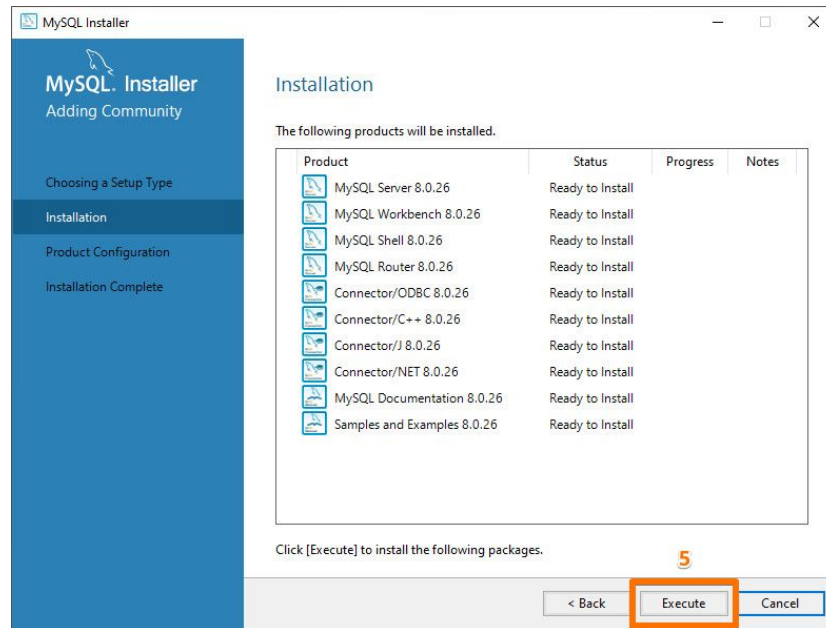 MySQL Installer
MySQL. Installer
Adding Community
Choosing a Setup Type
Installation
Product Configuration
Installation Complete
Installation
The following products will be installed.
Product Status Progress Notes
MySQL Server 8.0.26 Ready to Install
MySQL Workbench 8.0.26 Ready to Install
MySQL Shell 8.0.26 Ready to Install
MySQL Router 8.0.26 Ready to Install
Connector/ODBC 8.0.26 Ready to Install
Connector/C++ 8.0.26 Ready to Install
Connector/J 8.0.26 Ready to Install
Connector/NET 8.0.26 Ready to Install
MySQL Documentation 8.0.26 Ready to Install
Samples and Examples 8.0.26 Ready to Install
Click [Execute] to install the following packages.
5
< Back Execute Cancel